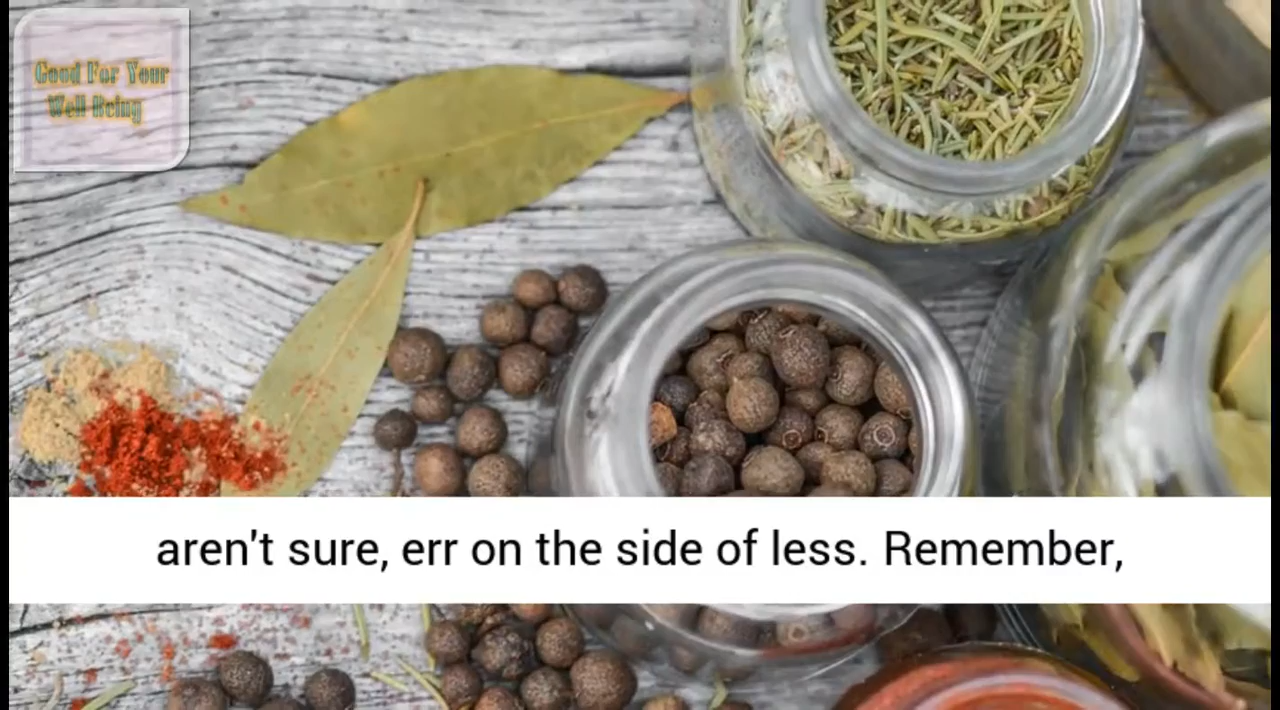 Good For Your
Well Being
aren't sure, err on the side of less. Remember,